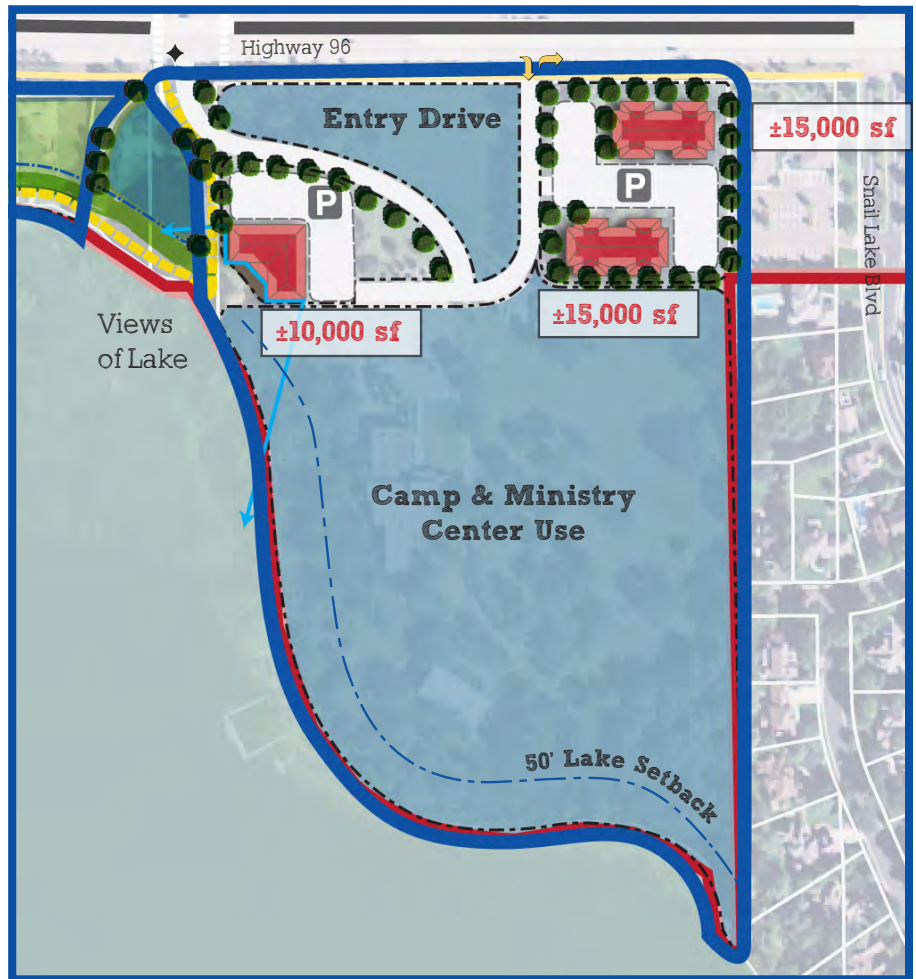 Highway 96
Entry Drive
±15,000 sf
P
P
Snail Lake Blvd
±10,000 sf
±15,000 sf
Views
of Lake
Camp & Ministry
Center Use
50' Lake Setback